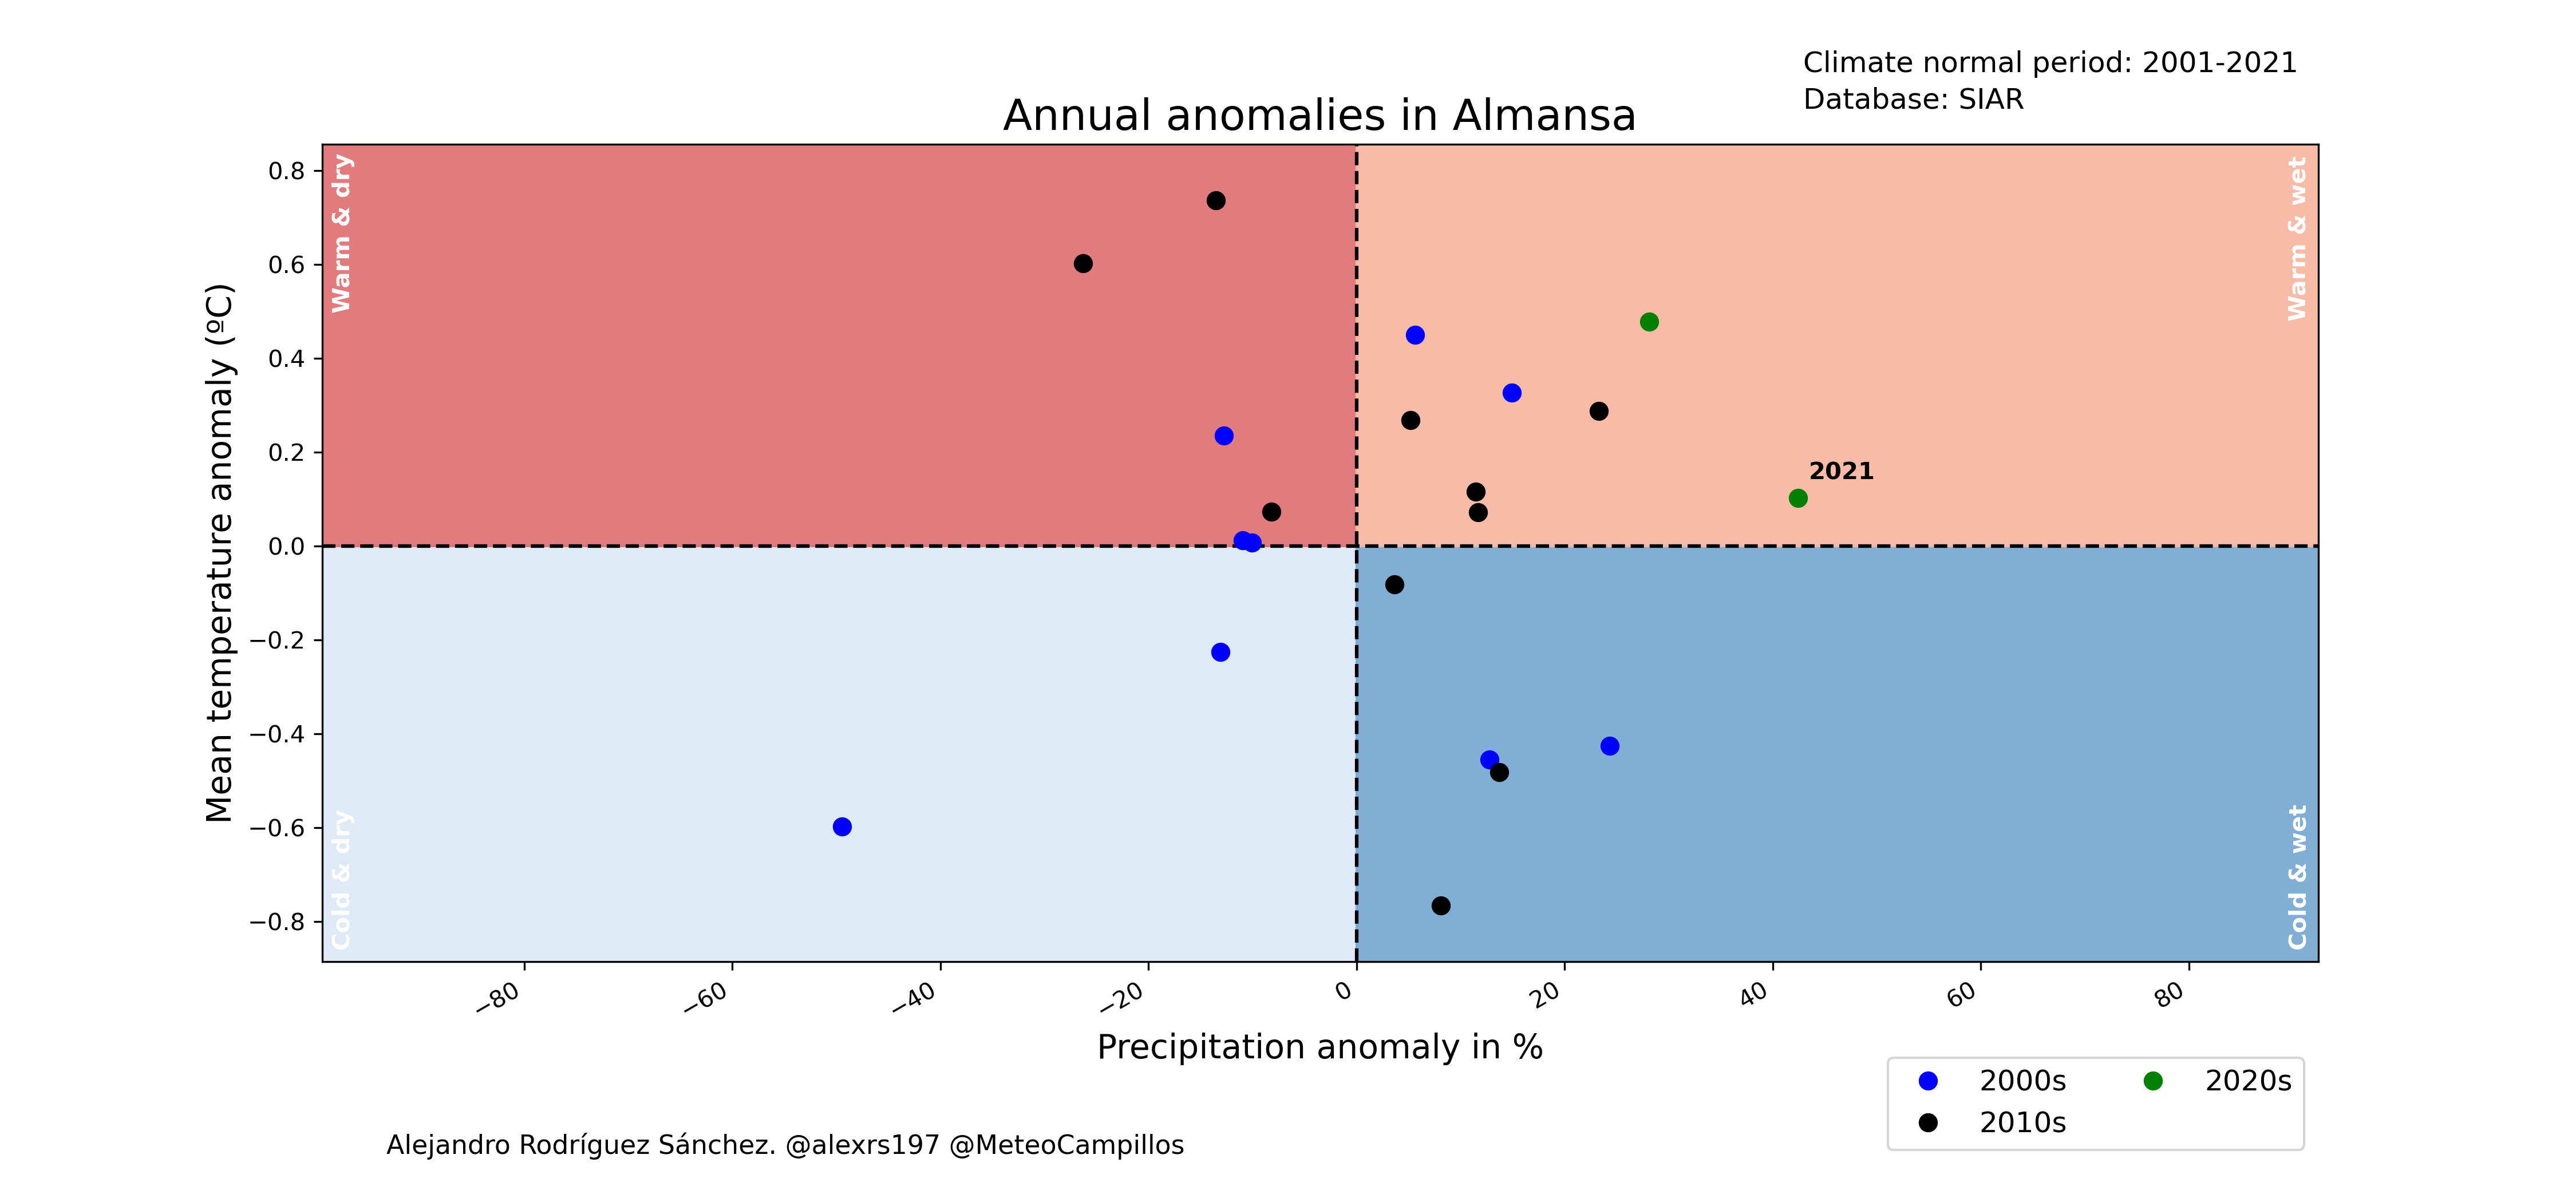 Climate normal period: 2001-2021
Database: SIAR
Annual anomalies in Almansa
Warm & dry
Warm & wet
Cold & dry
Cold & wet
2021
Mean temperature anomaly (ºC)
0.8
0.6
0.4
0.2
0.0
−0.2
−0.4
−0.6
−0.8
−80
−60
−40
−20
0
20
40
60
80
Precipitation anomaly in %
2000s
2010s
2020s
Alejandro Rodríguez Sánchez. @alexrs197 @MeteoCampillos